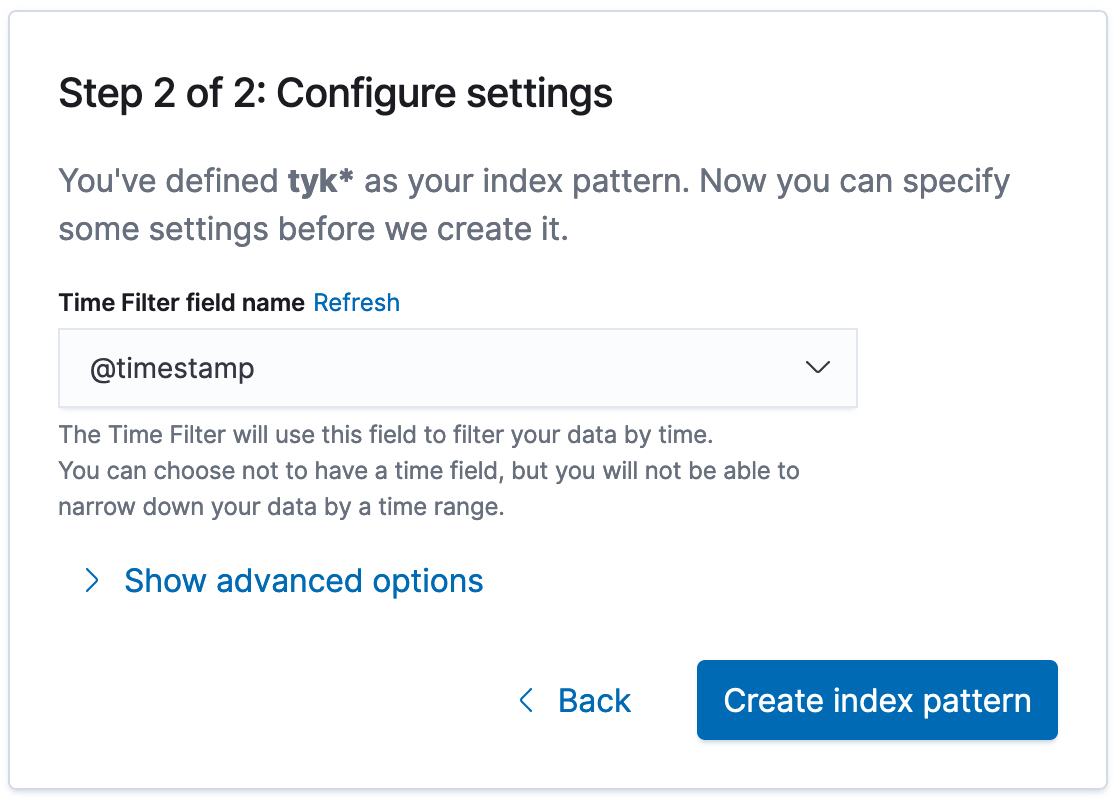 Step 2 of 2: Configure settings
You've defined tyk* as your index pattern. Now you can specify
some settings before we create it.
Time Filter field name Refresh
@timestamp
The Time Filter will use this field to filter your data by time.
You can choose not to have a time field, but you will not be able to
narrow down your data by a time range.
Show advanced options
Back
Create index pattern